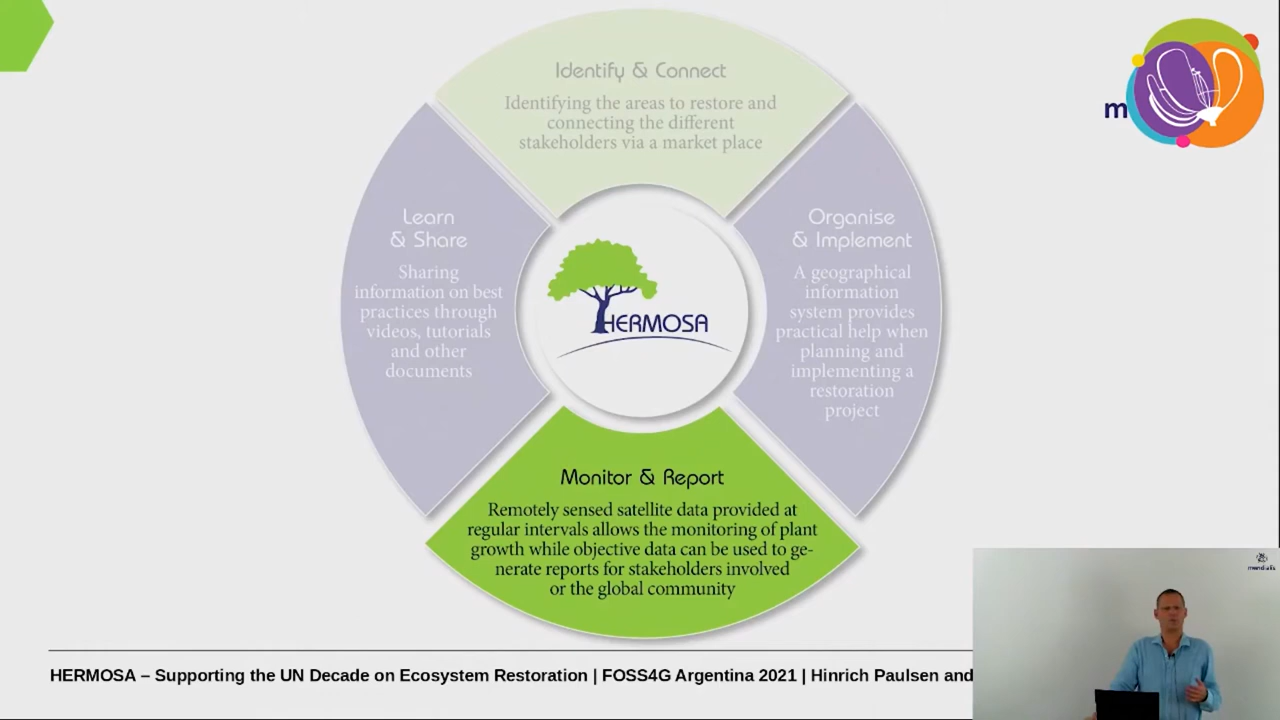 Identify & Connect
Identifying the areas to restore and
connecting the different
stakeholders via a market place
m
Learn
& Share
Sharing
information on best
practices through
videos, tutorials
and other
documents
Organise
& Implement
A geographical
information
system provides
practical help when
planning and
implementing a
restoration
project
HERMOSA
Monitor & Report
Remotely sensed satellite data provided at
regular intervals allows the monitoring of plant
growth while objective data can be used to ge-
nerate reports for stakeholders involved
or the global community
mundialis
HERMOSA – Supporting the UN Decade on Ecosystem Restoration | FOSS4G Argentina 2021 | Hinrich Paulsen and